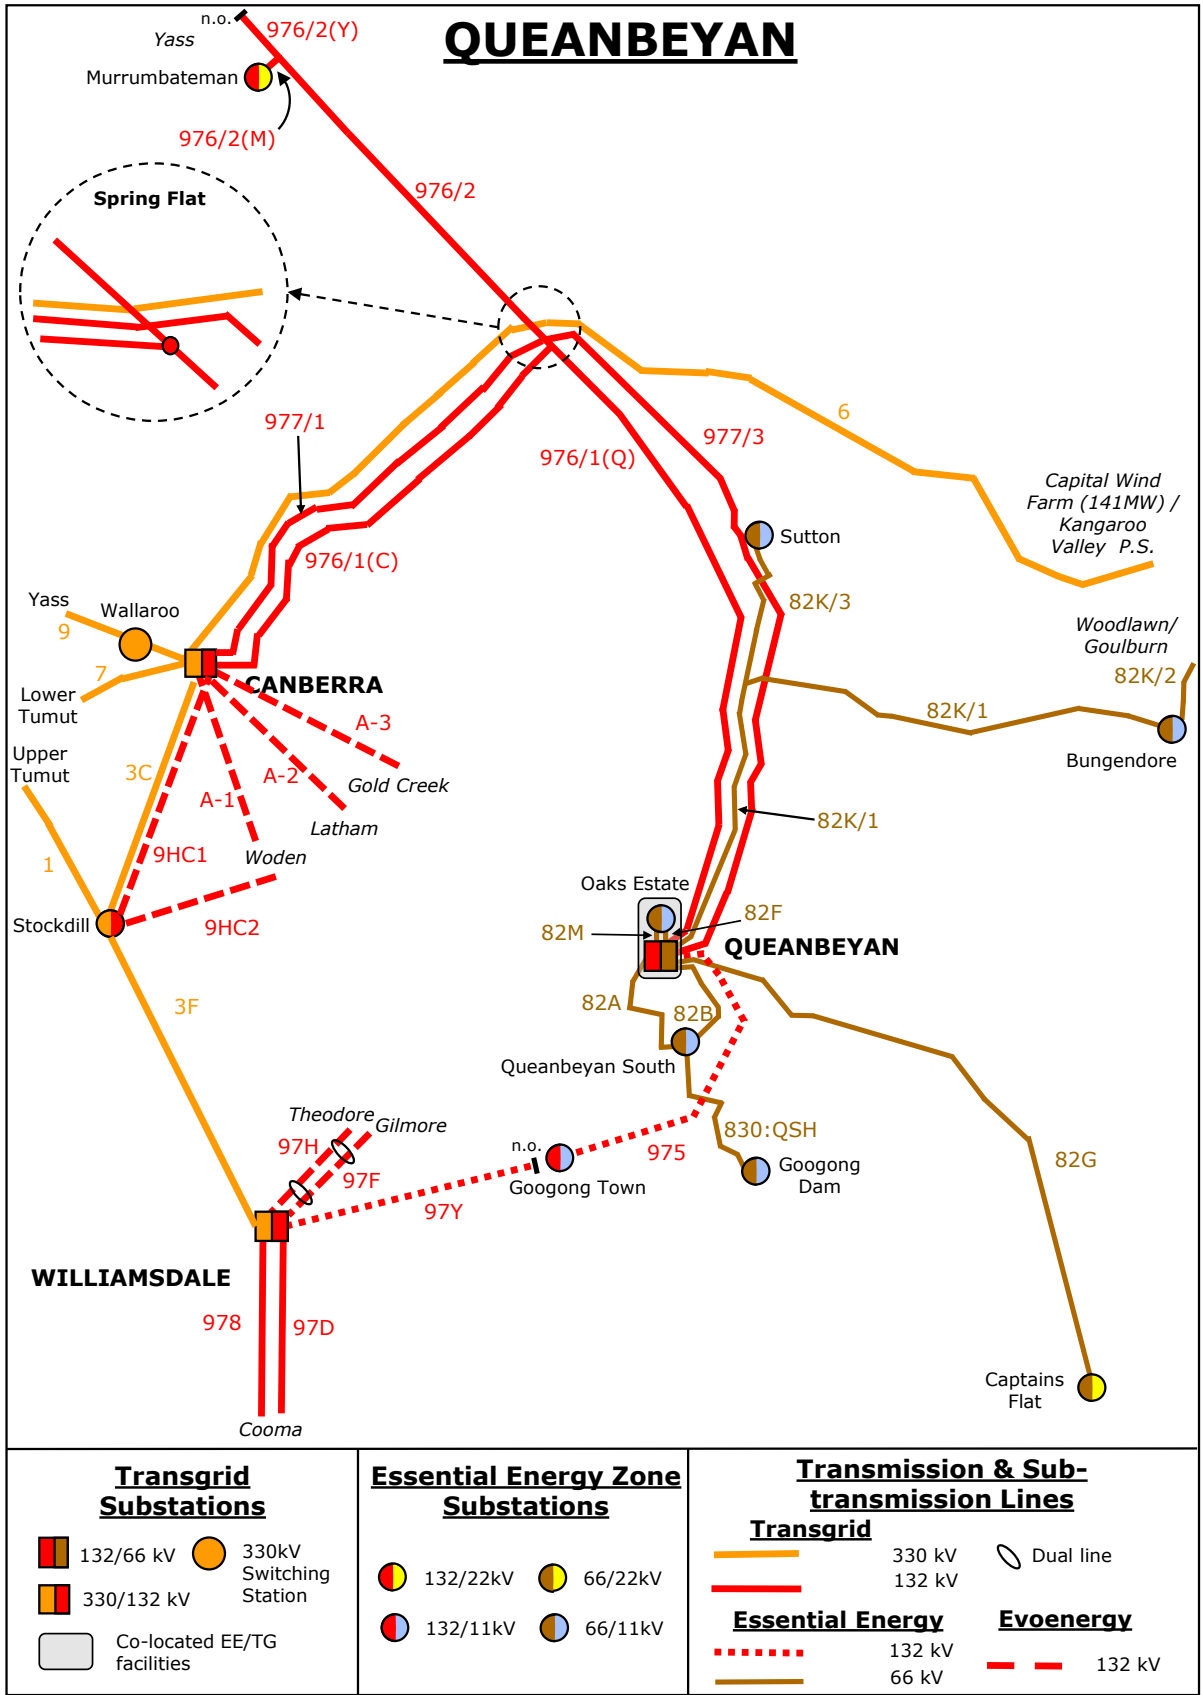 QUEANBEYAN
n.o.
976/2(Y)
Yass
Murrumbateman
976/2(M)
976/2
Spring Flat
977/1
976/1(Q)
977/3
6
Capital Wind
Farm (141MW) /
Kangaroo
Valley P.S.
Sutton
976/1(C)
82K/3
Yass
Wallaroo
9
7
Woodlawn/
Goulburn
82K/2
CANBERRA
Lower
Tumut
82K/1
A-3
Upper
Tumut
Bungendore
3C
A-2
Gold Creek
A-1
Latham
82K/1
9HC1
Woden
1
Oaks Estate
82F
Stockdill
9HC2
82M
QUEANBEYAN
3F
82A
82B
Queanbeyan South
Theodore
Gilmore
97H
n.o.
830:QSH
97F
975
82G
Googong Town
Googong
Dam
97Y
WILLIAMSDALE
978
97D
Captains
Flat
Cooma
Transgrid
Substations
132/66 kV
330kV
Switching
Station
330/132 kV
Co-located EE/TG
facilities
Essential Energy Zone
Substations
132/22kV
66/22kV
132/11kV
66/11kV
Transmission & Sub-
transmission Lines
Transgrid
330 kV
Dual line
132 kV
Essential Energy
Evoenergy
132 kV
132 kV
66 kV